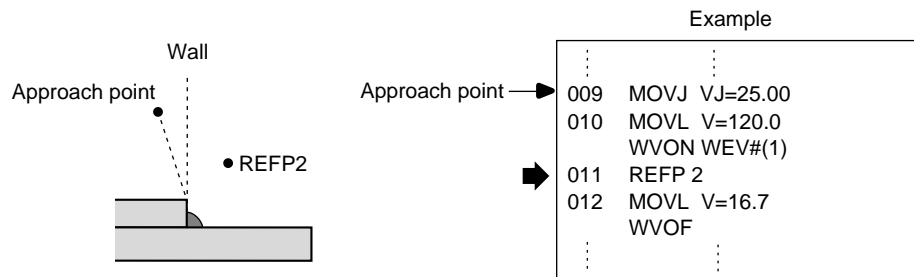 Example
Wall
Approach point
REFP2
Approach point
009 MOVJ VJ=25.00
010 MOVL V=120.0
WVON WEV#(1)
011 REFP 2
012 MOVL V=16.7
WVOF